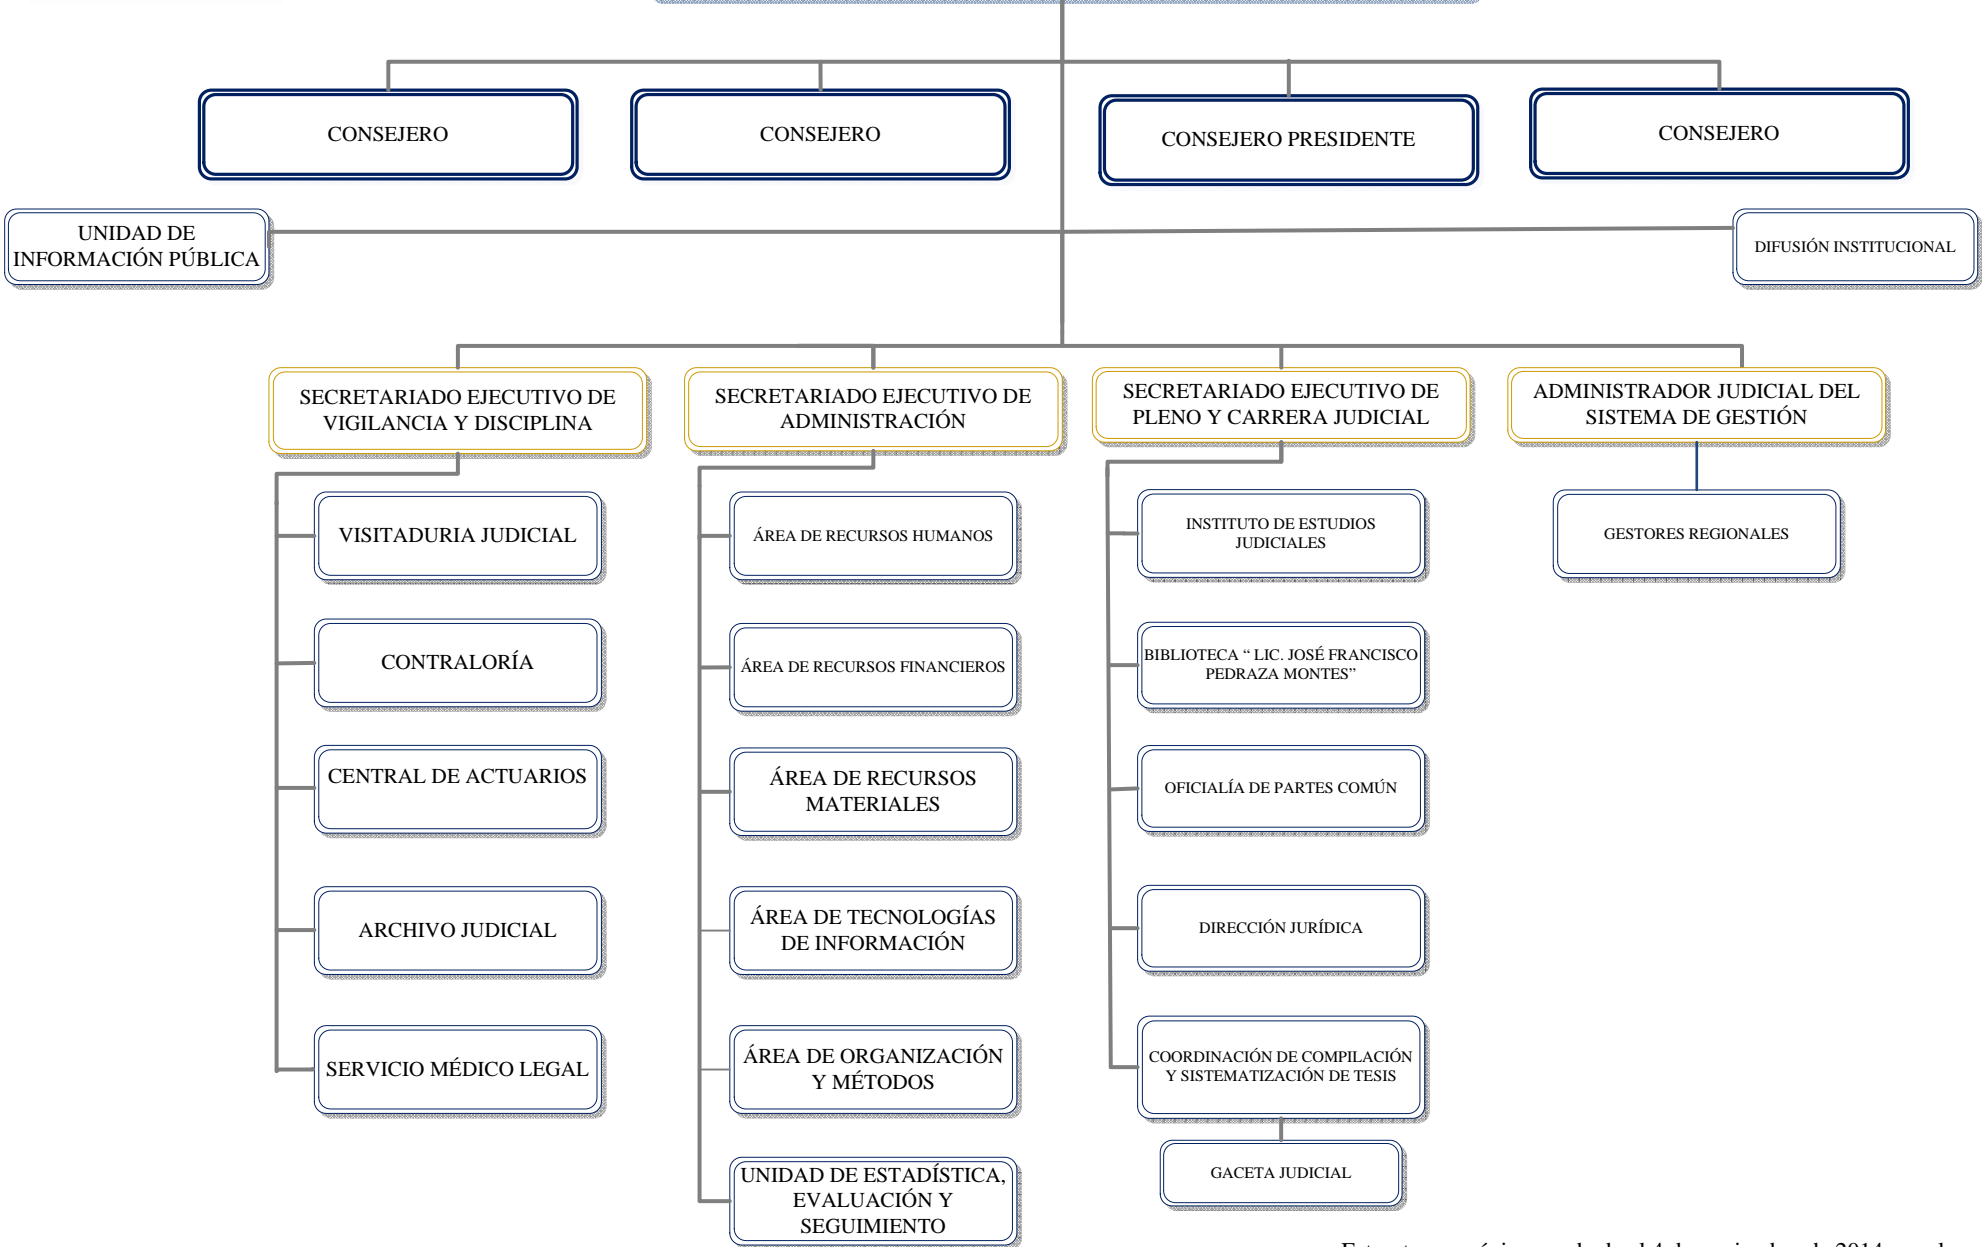 CONSEJERO
CONSEJERO
CONSEJERO PRESIDENTE
CONSEJERO
UNIDAD DE
INFORMACIÓN PÚBLICA
DIFUSIÓN INSTITUCIONAL
SECRETARIADO EJECUTIVO DE
VIGILANCIA Y DISCIPLINA
SECRETARIADO EJECUTIVO DE
ADMINISTRACIÓN
SECRETARIADO EJECUTIVO DE
PLENO Y CARRERA JUDICIAL
ADMINISTRADOR JUDICIAL DEL
SISTEMA DE GESTIÓN
VISITADURIA JUDICIAL
CONTRALORÍA
CENTRAL DE ACTUARIOS
ARCHIVO JUDICIAL
SERVICIO MÉDICO LEGAL
ÁREA DE RECURSOS HUMANOS
ÁREA DE RECURSOS FINANCIEROS
ÁREA DE RECURSOS
MATERIALES
ÁREA DE TECNOLOGÍAS
DE INFORMACIÓN
ÁREA DE ORGANIZACIÓN
Y MÉTODOS
UNIDAD DE ESTADÍSTICA,
EVALUACIÓN Y
SEGUIMIENTO
INSTITUTO DE ESTUDIOS
JUDICIALES
BIBLIOTECA “ LIC. JOSÉ FRANCISCO
PEDRAZA MONTES”
OFICIALÍA DE PARTES COMÚN
DIRECCIÓN JURÍDICA
COORDINACIÓN DE COMPILACIÓN
Y SISTEMATIZACIÓN DE TESIS
GACETA JUDICIAL
GESTORES REGIONALES